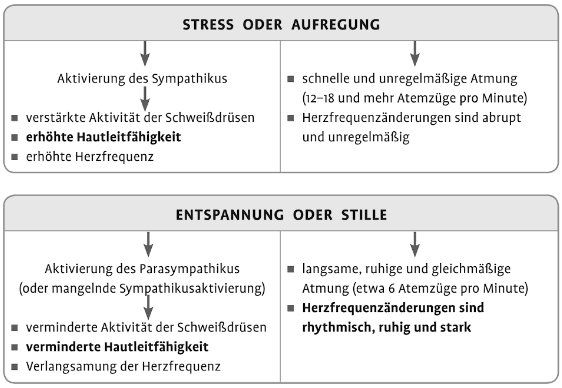 STRESS ODER AUFREGUNG
Aktivierung des Sympathikus
■ verstärkte Aktivität der Schweißdrüsen
■ erhöhte Hautleitfähigkeit
■ erhöhte Herzfrequenz
■ schnelle und unregelmäßige Atmung
(12–18 und mehr Atemzüge pro Minute)
■ Herzfrequenzänderungen sind abrupt
und unregelmäßig
ENTSPANNUNG ODER STILLE
Aktivierung des Parasympathikus
(oder mangelnde Sympathikusaktivierung)
■ verminderte Aktivität der Schweißdrüsen
■ verminderte Hautleitfähigkeit
■ Verlangsamung der Herzfrequenz
■ langsame, ruhige und gleichmäßige
Atmung (etwa 6 Atemzüge pro Minute)
■ Herzfrequenzänderungen sind
rhythmisch, ruhig und stark